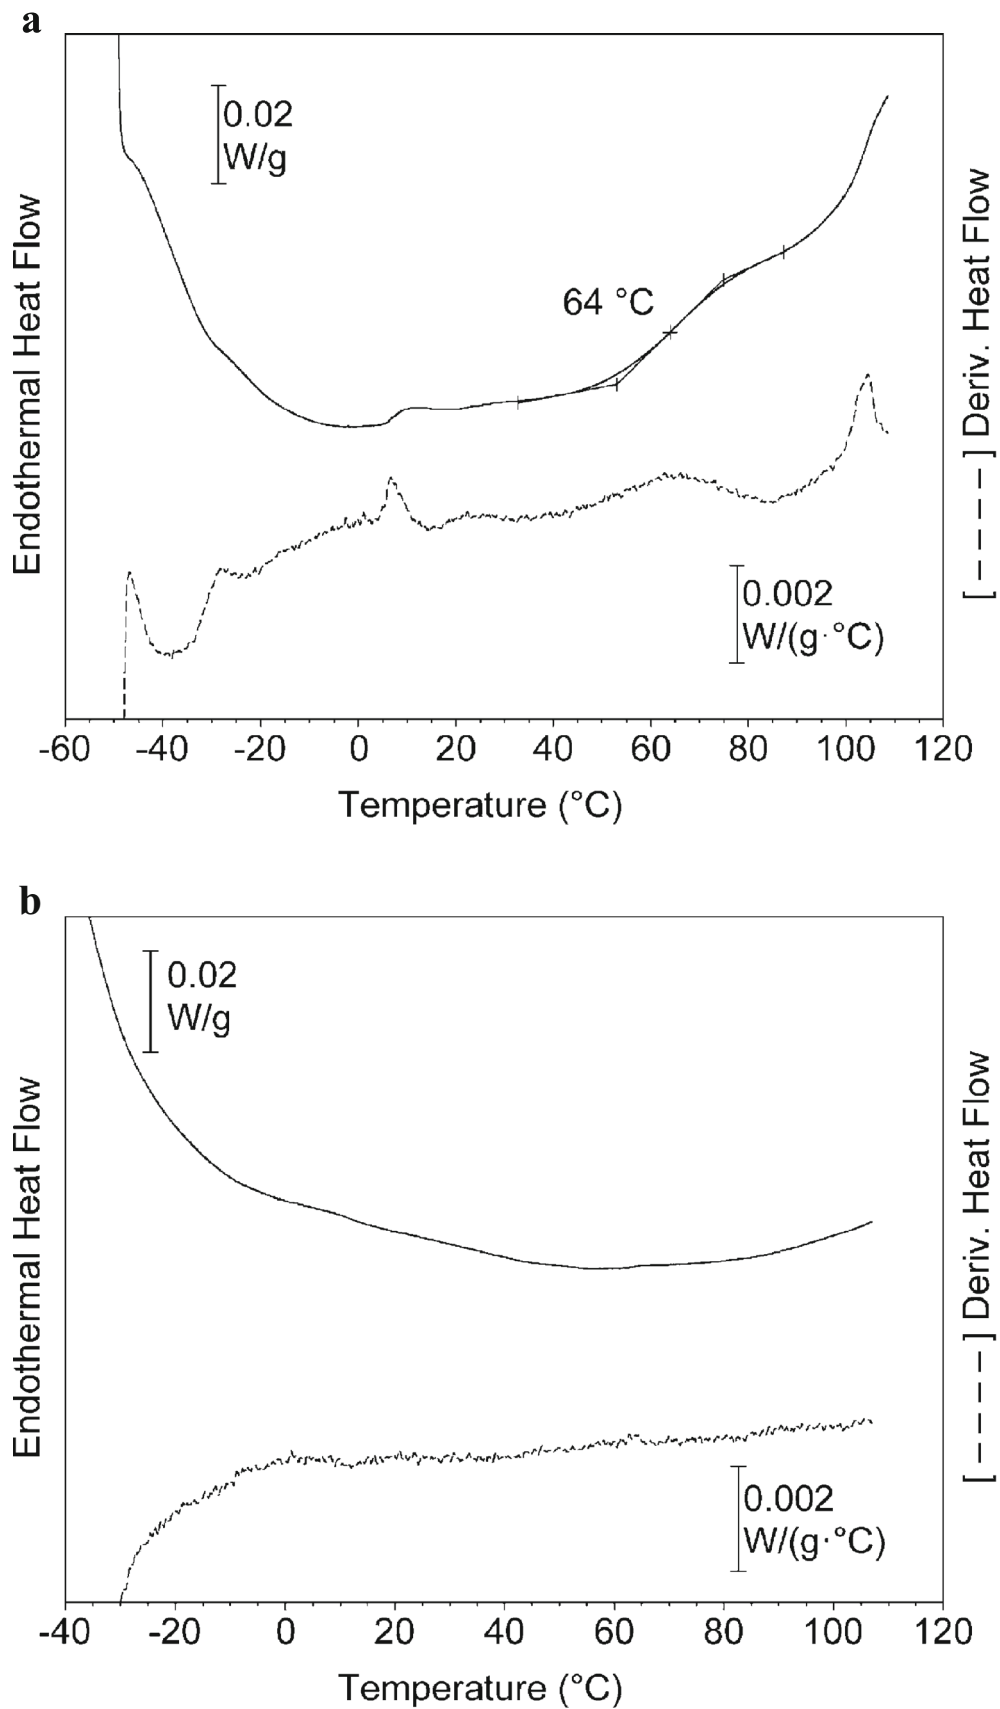 a
0.02
W/g
64 °C
0.002
W/(g·°C)
Endothermal Heat Flow
[– – – –] Deriv. Heat Flow
-60 -40 -20 0 20 40 60 80 100 120
Temperature (°C)
b
0.02
W/g
0.002
W/(g·°C)
Endothermal Heat Flow
[– – – –] Deriv. Heat Flow
-40 -20 0 20 40 60 80 100 120
Temperature (°C)